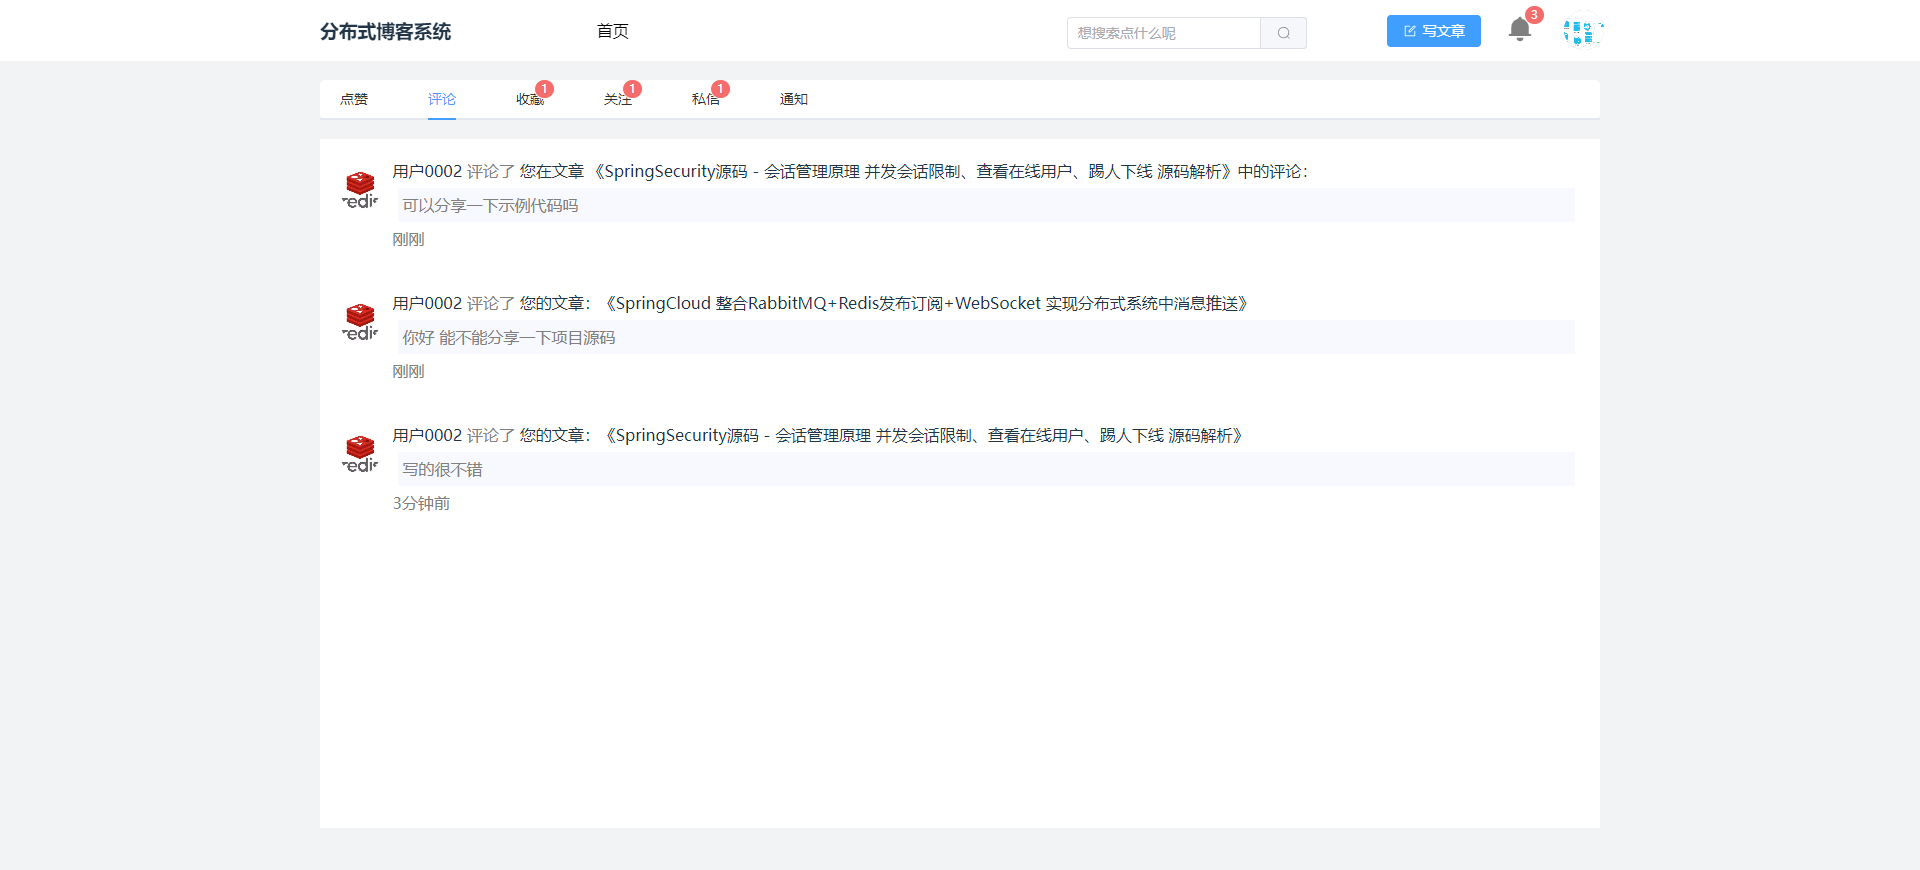 分布式博客系统 首页 想搜索点什么呢 写文章 3
点赞 评论 收藏 1 关注 1 私信 1 通知
用户0002 评论了 您在文章 《SpringSecurity源码 - 会话管理原理 并发会话限制、查看在线用户、踢人下线 源码解析》中的评论：
redis
可以分享一下示例代码吗
刚刚
用户0002 评论了 您的文章： 《SpringCloud 整合RabbitMQ+Redis发布订阅+WebSocket 实现分布式系统中消息推送》
redis
你好 能不能分享一下项目源码
刚刚
用户0002 评论了 您的文章： 《SpringSecurity源码 - 会话管理原理 并发会话限制、查看在线用户、踢人下线 源码解析》
redis
写的很不错
3分钟前